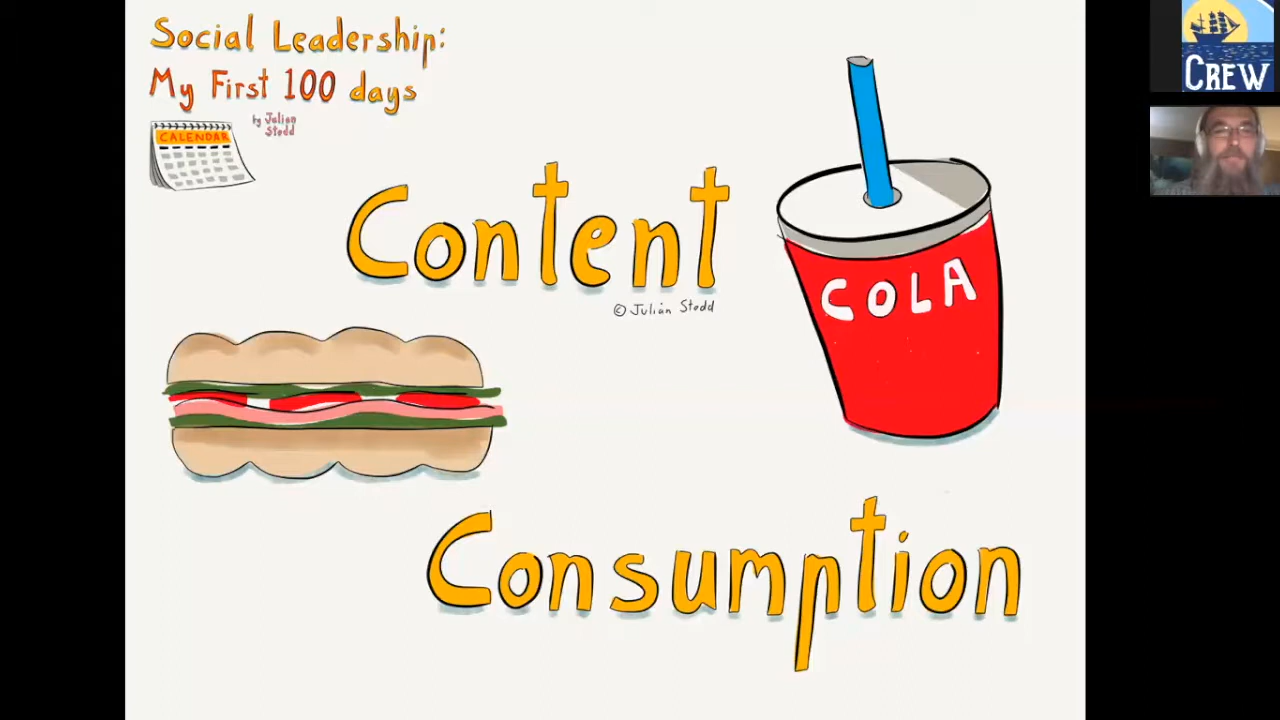 Social Leadership:
My First 100 days
by Julian
Stodd
CALENDAR
Content
© Julian Stodd
COLA
Consumption
CREW